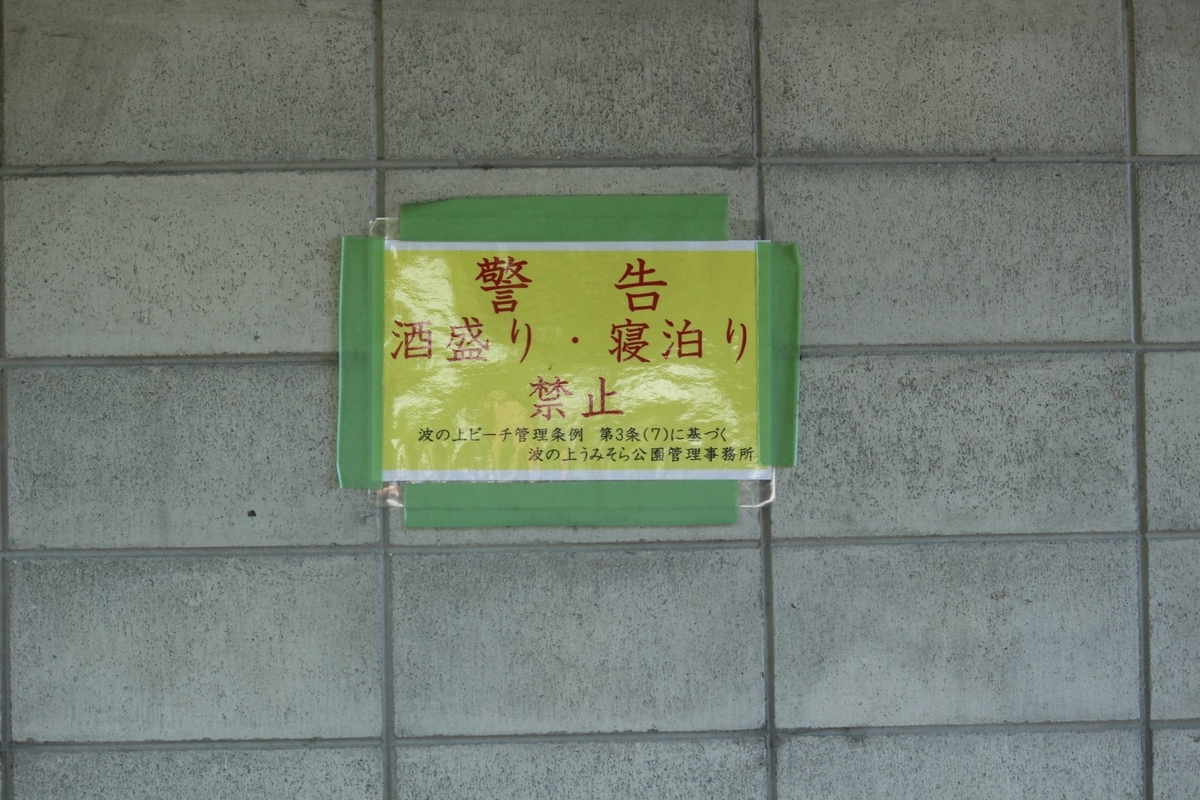 警 告
酒盛り・寝泊り
禁止
波の上ビーチ管理条例 第3条(7)に基づく
波の上うみそら公園管理事務所